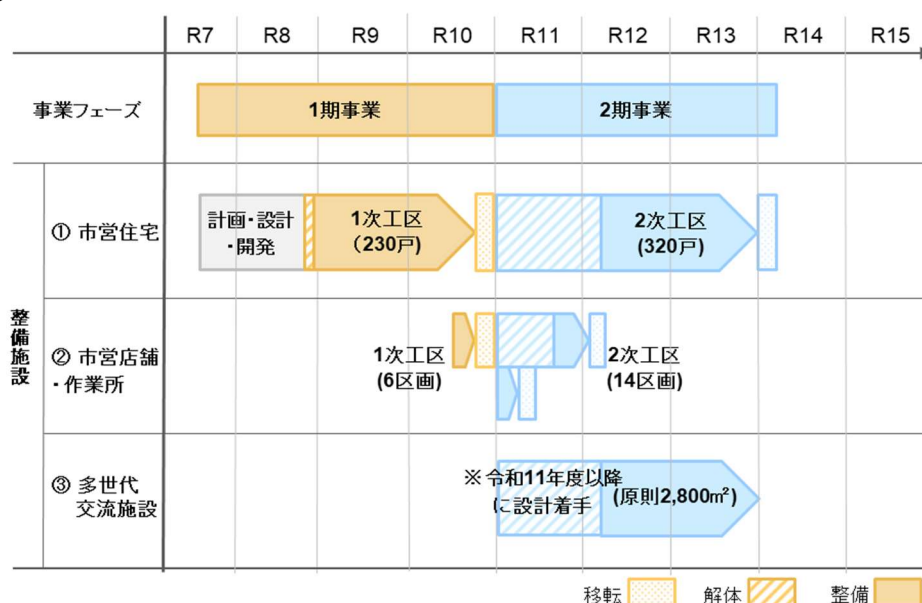 R7 R8 R9 R10 R11 R12 R13 R14 R15
事業フェーズ
1期事業
2期事業
整備施設
① 市営住宅
計画・設計
・開発
1次工区
（230戸)
2次工区
(320戸)
② 市営店舗
・作業所
1次工区
(6区画)
2次工区
(14区画)
③ 多世代
交流施設
※令和11年度以降
に設計着手
(原則2,800m²)
移転 解体 整備